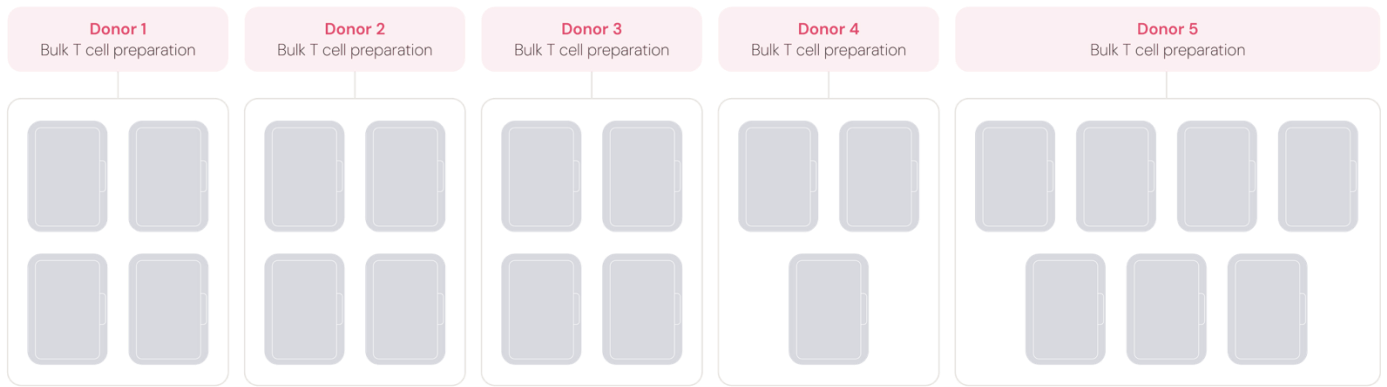 Donor 1
Bulk T cell preparation
Donor 2
Bulk T cell preparation
Donor 3
Bulk T cell preparation
Donor 4
Bulk T cell preparation
Donor 5
Bulk T cell preparation